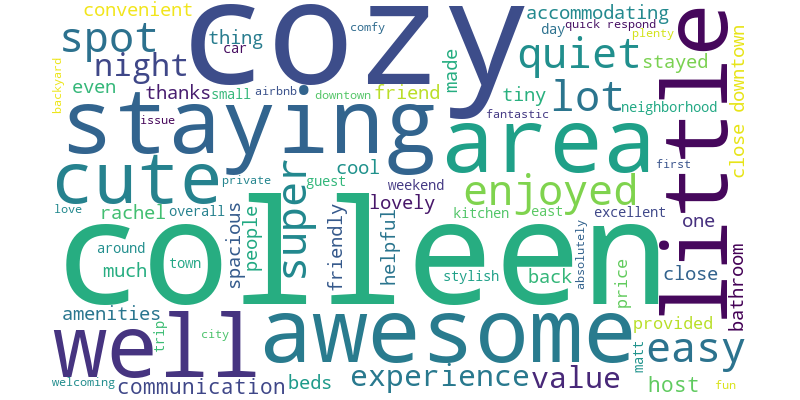 convenient
cozy
accommodating
spot
thing
car
comfy
day
quick respond
plenty
little
night
quiet
made
stayed
downtown
backyard
even
thanks
small
airbnb
downtown
friend
tiny
lot
neighborhood
issue
staying
fantastic
area
close
cute
super
cool
private
guest
weekend
lovely
enjoyed
first
love
rachel
overall
spacious
people
friendly
helpful
kitchen
east
absolutely
excellent
one
colleen
around
town
much
stylish
back
price
close
bathroom
amenities
well
trip
city
awesome
provided
matt
easy
welcoming
communication
beds
experience
value
host
fun